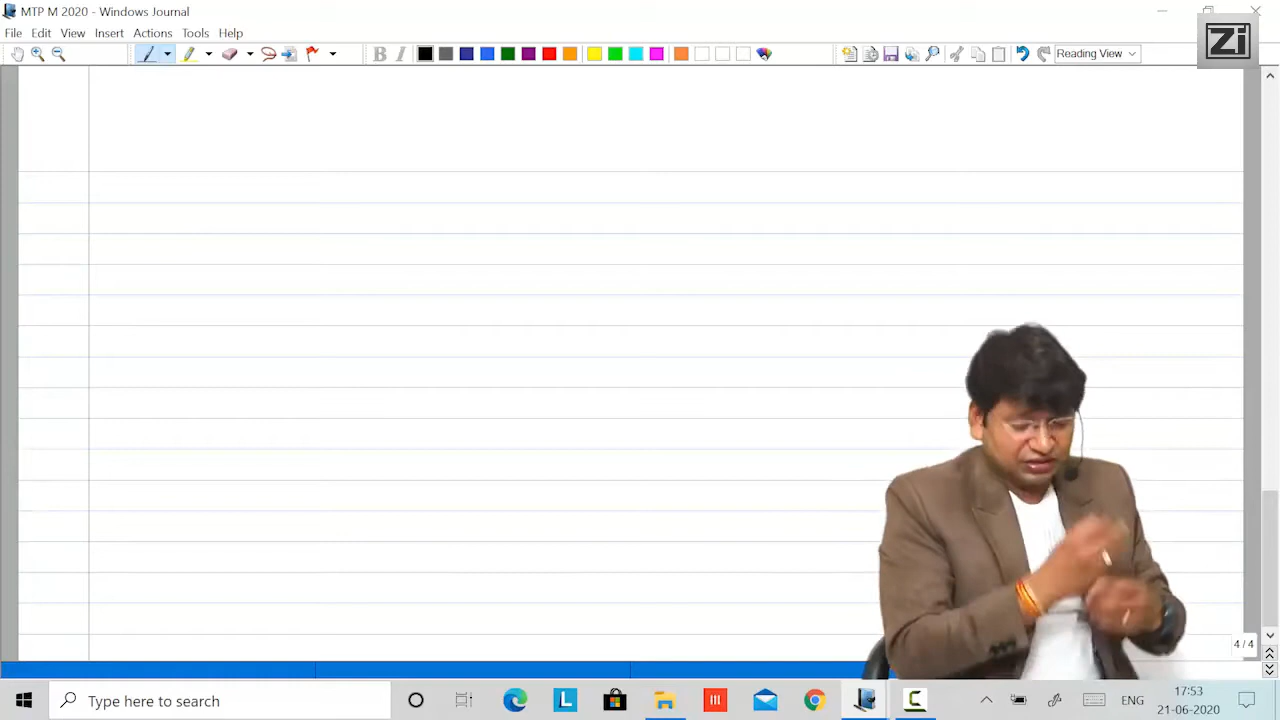 MTP M 2020 - Windows Journal
Zi
File Edit View Insert Actions Tools Help
B I Reading View
4 / 4
Type here to search
L
C
ENG
17:53
21-06-2020